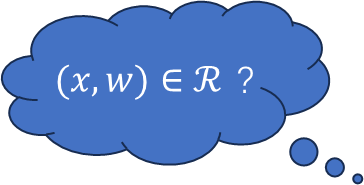 (x, w) ∈ ℛ ?